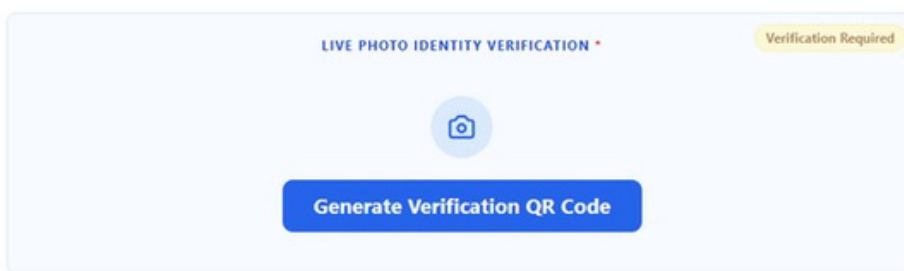 LIVE PHOTO IDENTITY VERIFICATION *
Verification Required
Generate Verification QR Code